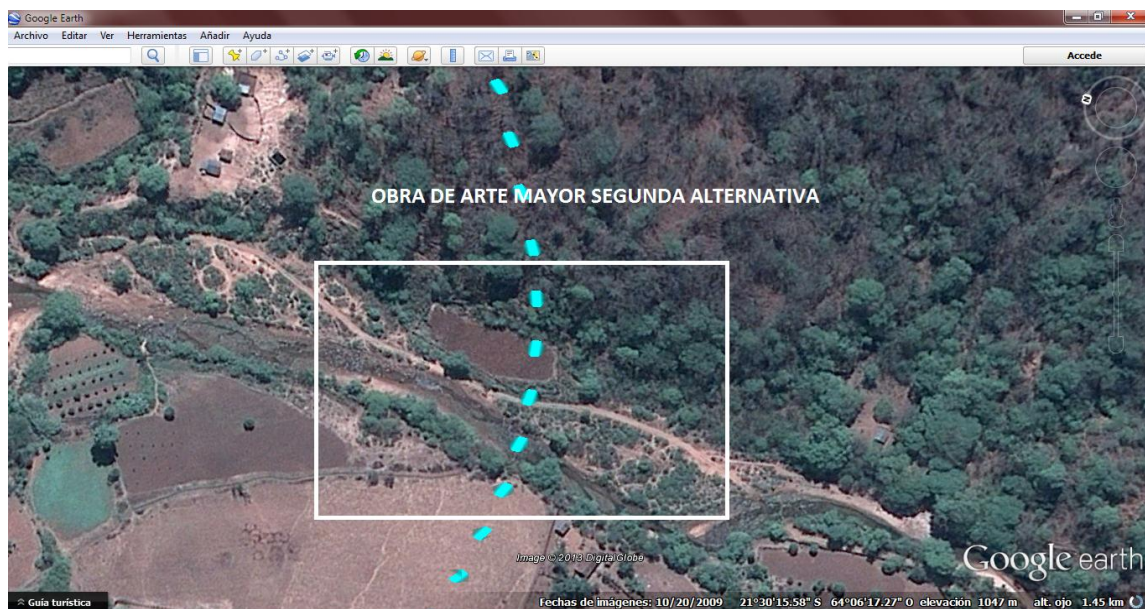 Google Earth
Archivo Editar Ver Herramientas Añadir Ayuda
Accede
N
OBRA DE ARTE MAYOR SEGUNDA ALTERNATIVA
Image © 2013 DigitalGlobe
Google earth
Guía turística
Fechas de imágenes: 10/20/2009 21°30'15.58" S 64°06'17.27" O elevación 1047 m alt. ojo 1.45 km